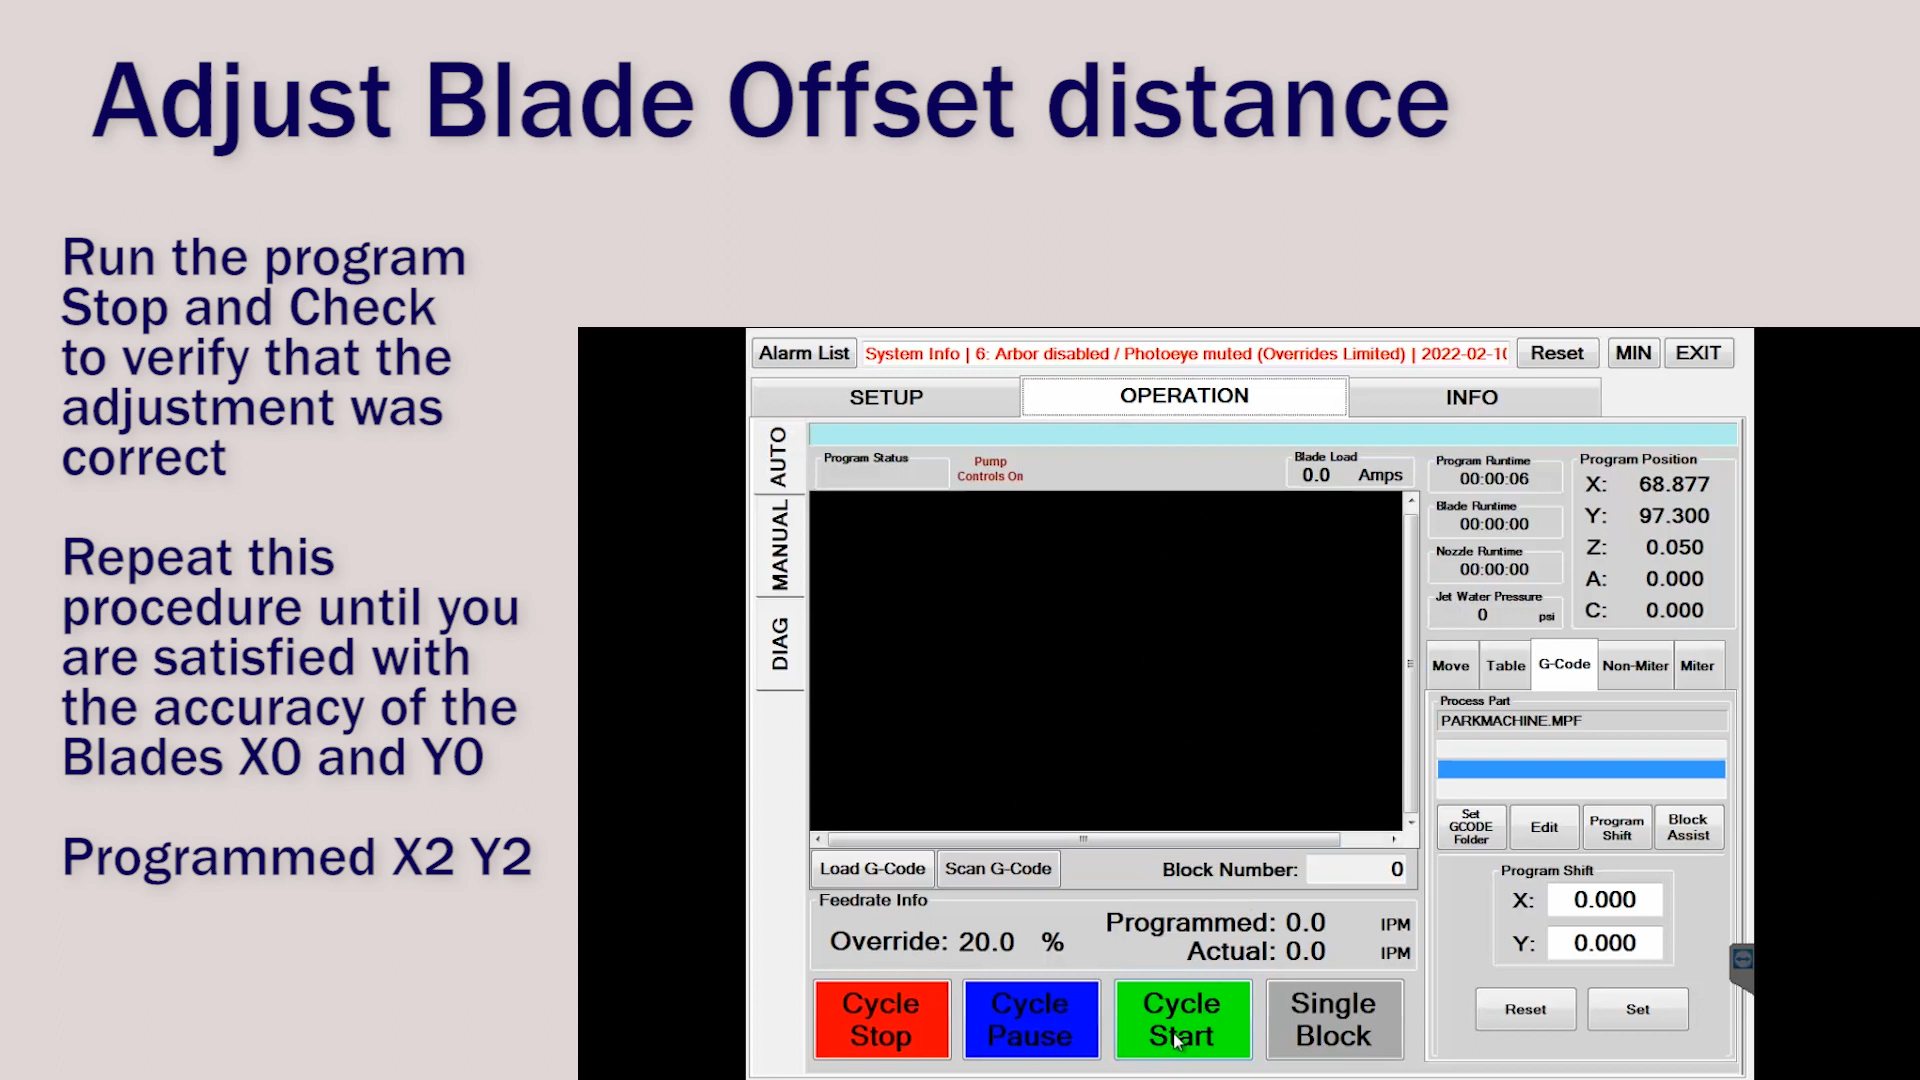 Adjust Blade Offset distance
Run the program
Stop and Check
to verify that the
adjustment was
correct
Repeat this
procedure until you
are satisfied with
the accuracy of the
Blades X0 and Y0
Programmed X2 Y2
Alarm List
System Info | 6: Arbor disabled / Photoeye muted (Overrides Limited) | 2022-02-10
Reset
MIN
EXIT
SETUP
OPERATION
INFO
AUTO
MANUAL
DIAG
Program Status
Pump
Controls On
Blade Load
0.0 Amps
Program Runtime
00:00:06
Blade Runtime
00:00:00
Nozzle Runtime
00:00:00
Jet Water Pressure
0 psi
Program Position
X: 68.877
Y: 97.300
Z: 0.050
A: 0.000
C: 0.000
Move
Table
G-Code
Non-Miter
Miter
Process Part
PARKMACHINE.MPF
Set
GCODE
Folder
Edit
Program
Shift
Block
Assist
Program Shift
X: 0.000
Y: 0.000
Reset
Set
Load G-Code
Scan G-Code
Block Number: 0
Feedrate Info
Override: 20.0 %
Programmed: 0.0 IPM
Actual: 0.0 IPM
Cycle
Stop
Cycle
Pause
Cycle
Start
Single
Block